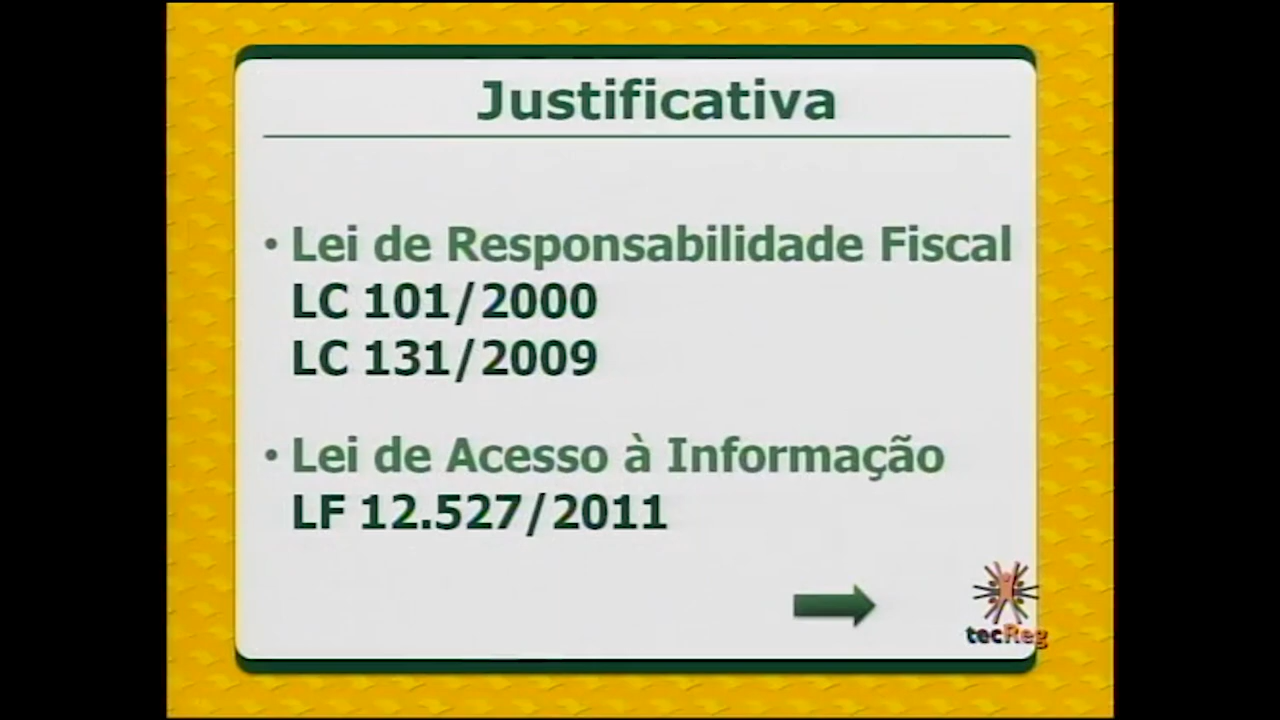 Justificativa
• Lei de Responsabilidade Fiscal
LC 101/2000
LC 131/2009
• Lei de Acesso à Informação
LF 12.527/2011
tecReg